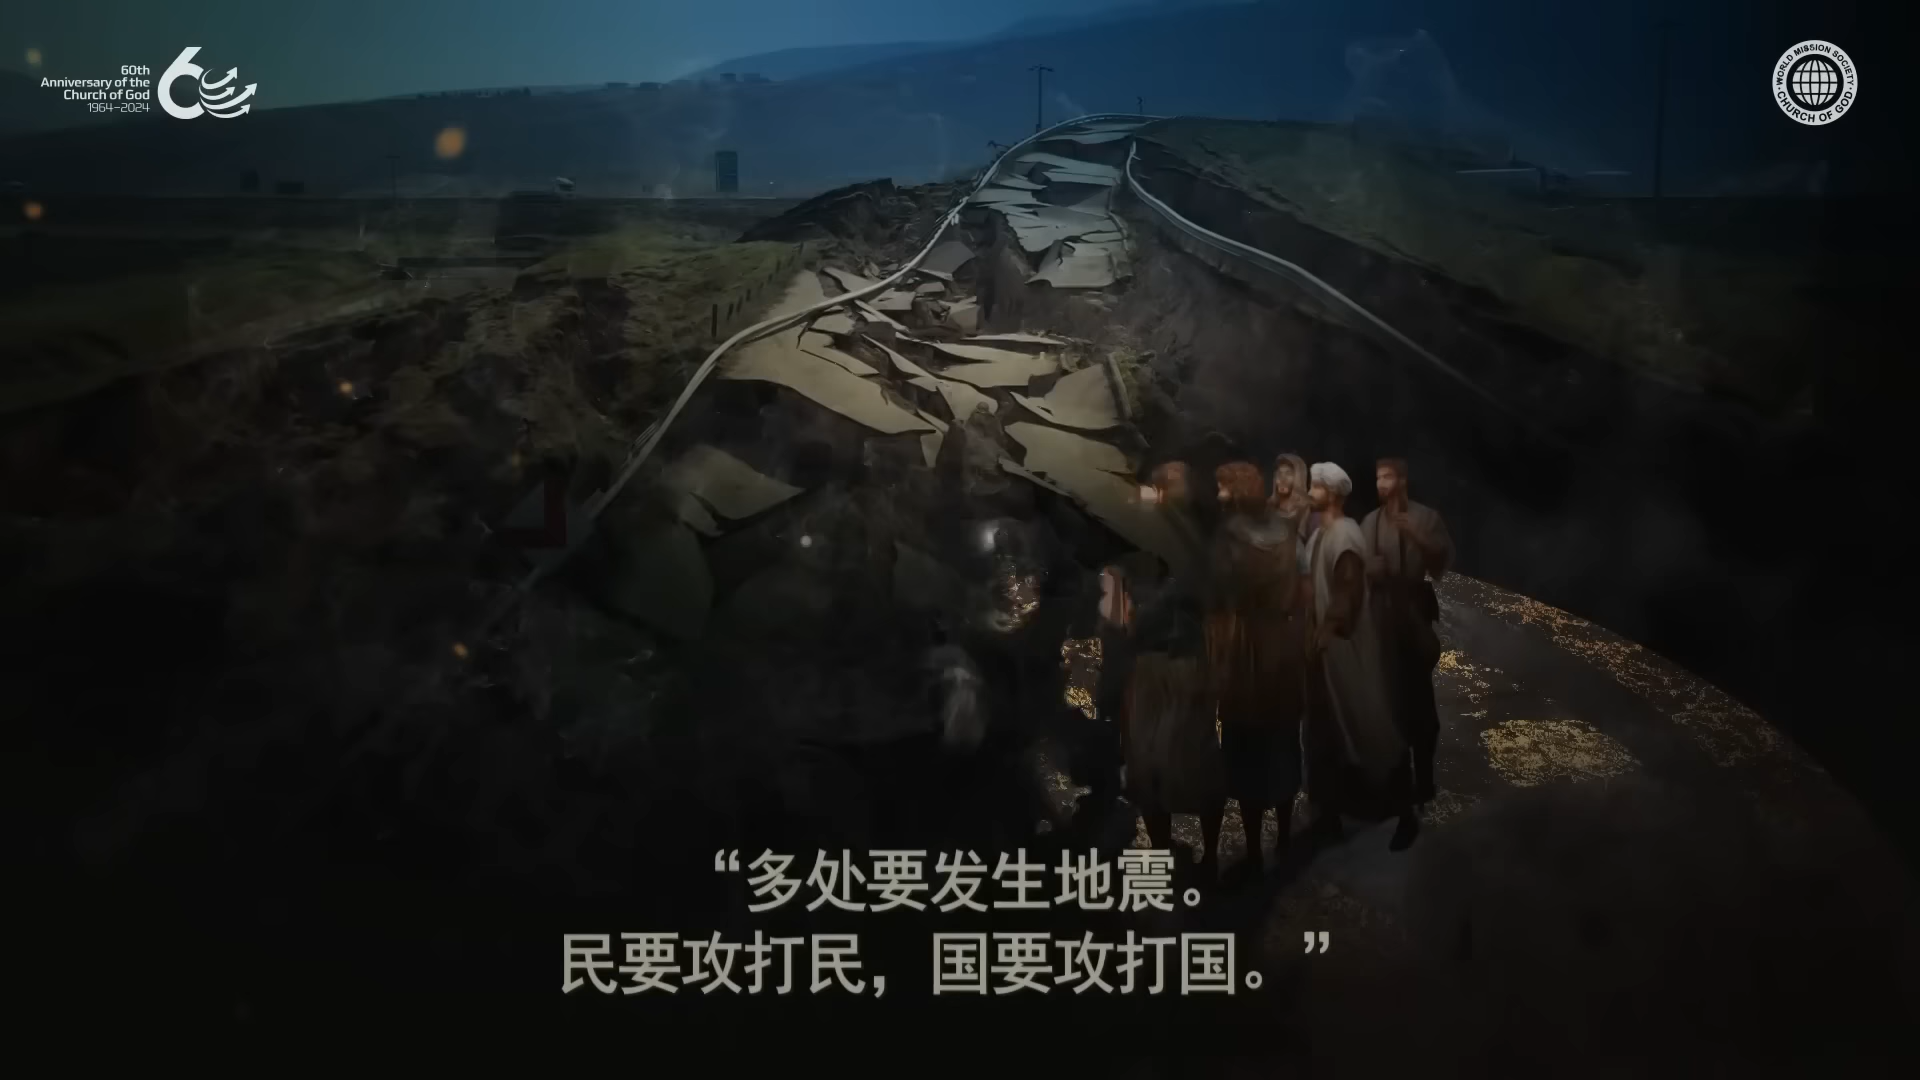 60th
Anniversary of the
Church of God
1964–2024
60
WORLD MISSION SOCIETY
CHURCH OF GOD
“多处要发生地震。
民要攻打民，国要攻打国。”